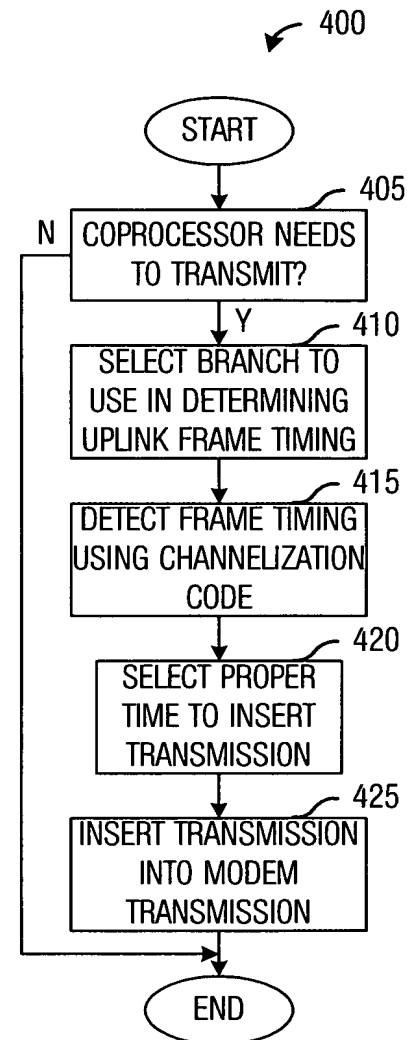 400
START
405
N
COPROCESSOR NEEDS
TO TRANSMIT?
Y
410
SELECT BRANCH TO
USE IN DETERMINING
UPLINK FRAME TIMING
415
DETECT FRAME TIMING
USING CHANNELIZATION
CODE
420
SELECT PROPER
TIME TO INSERT
TRANSMISSION
425
INSERT TRANSMISSION
INTO MODEM
TRANSMISSION
END